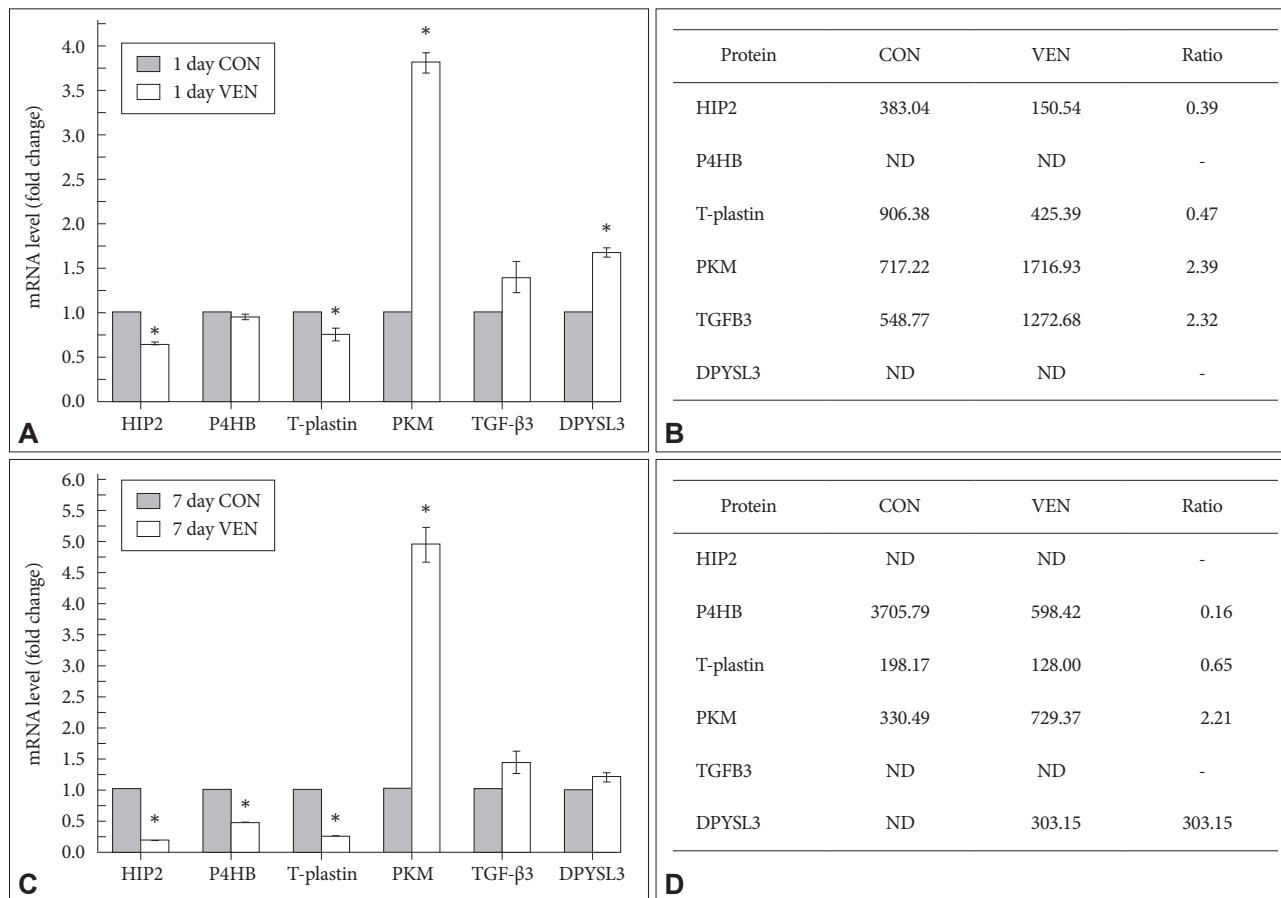 4.0
3.5
3.0
2.5
2.0
1.5
1.0
0.5
0.0
mRNA level (fold change)
1 day CON
1 day VEN
*
*
*
*
HIP2 P4HB T-plastin PKM TGF-β3 DPYSL3
A
Protein CON VEN Ratio
HIP2 383.04 150.54 0.39
P4HB ND ND -
T-plastin 906.38 425.39 0.47
PKM 717.22 1716.93 2.39
TGFB3 548.77 1272.68 2.32
DPYSL3 ND ND -
B
6.0
5.5
5.0
4.5
4.0
3.5
3.0
2.5
2.0
1.5
1.0
0.5
0.0
mRNA level (fold change)
7 day CON
7 day VEN
*
*
*
*
HIP2 P4HB T-plastin PKM TGF-β3 DPYSL3
C
Protein CON VEN Ratio
HIP2 ND ND -
P4HB 3705.79 598.42 0.16
T-plastin 198.17 128.00 0.65
PKM 330.49 729.37 2.21
TGFB3 ND ND -
DPYSL3 ND 303.15 303.15
D